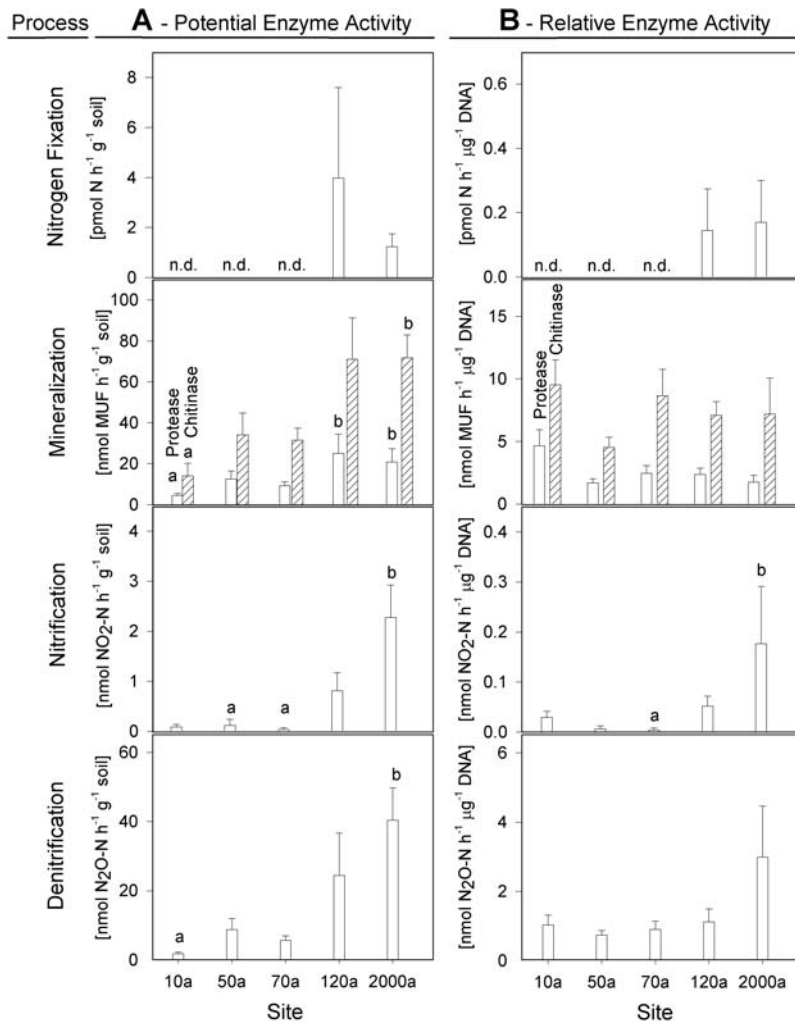 Process
A - Potential Enzyme Activity
B - Relative Enzyme Activity
Nitrogen Fixation
[pmol N h-1 g-1 soil]
8
6
4
2
0
n.d.
n.d.
n.d.
[pmol N h-1 µg-1 DNA]
0.6
0.4
0.2
0.0
n.d.
n.d.
n.d.
Mineralization
[nmol MUF h-1 g-1 soil]
100
80
60
40
20
0
Protease
Chitinase
a
a
b
b
b
[nmol MUF h-1 µg-1 DNA]
15
10
5
0
Protease
Chitinase
Nitrification
[nmol NO2-N h-1 g-1 soil]
4
3
2
1
0
a
a
b
[nmol NO2-N h-1 µg-1 DNA]
0.4
0.3
0.2
0.1
0.0
a
b
Denitrification
[nmol N2O-N h-1 g-1 soil]
60
40
20
0
a
b
[nmol N2O-N h-1 µg-1 DNA]
6
4
2
0
10a 50a 70a 120a 2000a
Site
10a 50a 70a 120a 2000a
Site